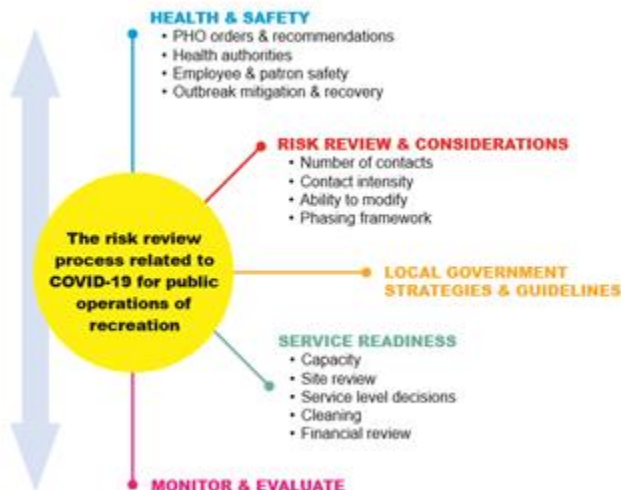 HEALTH & SAFETY
• PHO orders & recommendations
• Health authorities
• Employee & patron safety
• Outbreak mitigation & recovery
RISK REVIEW & CONSIDERATIONS
• Number of contacts
• Contact intensity
• Ability to modify
• Phasing framework
The risk review
process related to
COVID-19 for public
operations of
recreation
LOCAL GOVERNMENT
STRATEGIES & GUIDELINES
SERVICE READINESS
• Capacity
• Site review
• Service level decisions
• Cleaning
• Financial review
MONITOR & EVALUATE